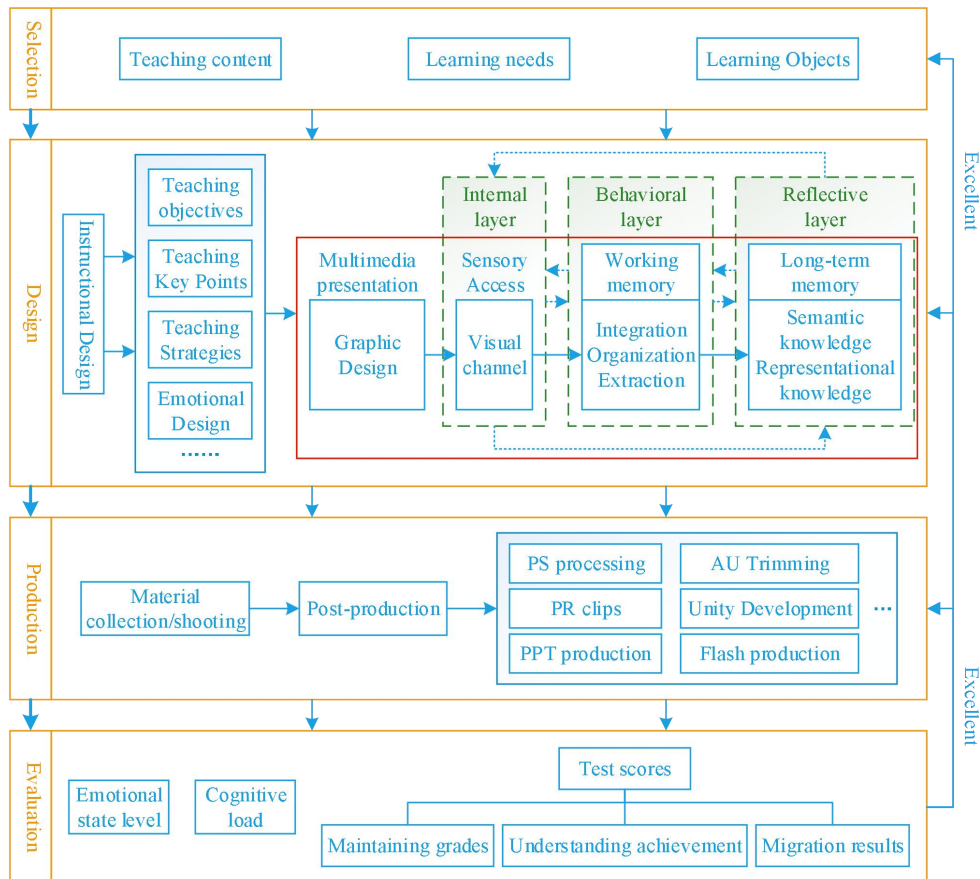 Selection
Teaching content
Learning needs
Learning Objects
Excellent
Design
Instructional Design
Teaching
objectives
Teaching
Key Points
Teaching
Strategies
Emotional
Design
......
Internal
layer
Behavioral
layer
Reflective
layer
Multimedia
presentation
Graphic
Design
Sensory
Access
Visual
channel
Working
memory
Integration
Organization
Extraction
Long-term
memory
Semantic
knowledge
Representational
knowledge
Production
Material
collection/shooting
Post-production
PS processing
AU Trimming
PR clips
Unity Development
...
PPT production
Flash production
Excellent
Evaluation
Emotional
state level
Cognitive
load
Test scores
Maintaining grades
Understanding achievement
Migration results